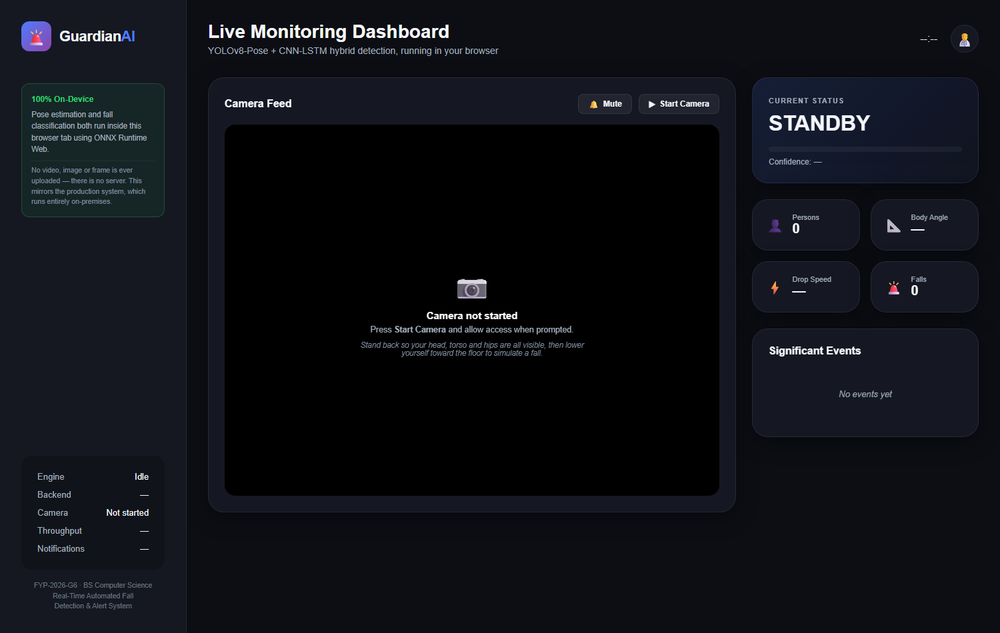 GuardianAI
100% On-Device
Pose estimation and fall
classification both run inside this
browser tab using ONNX Runtime
Web.
No video, image or frame is ever
uploaded — there is no server. This
mirrors the production system, which
runs entirely on-premises.
Engine Idle
Backend —
Camera Not started
Throughput —
Notifications —
FYP-2026-G6 · BS Computer Science
Real-Time Automated Fall
Detection & Alert System
Live Monitoring Dashboard
YOLOv8-Pose + CNN-LSTM hybrid detection, running in your browser
--:--
Camera Feed
Mute
Start Camera
Camera not started
Press Start Camera and allow access when prompted.
Stand back so your head, torso and hips are all visible, then lower
yourself toward the floor to simulate a fall.
CURRENT STATUS
STANDBY
Confidence: —
Persons
0
Body Angle
—
Drop Speed
—
Falls
0
Significant Events
No events yet